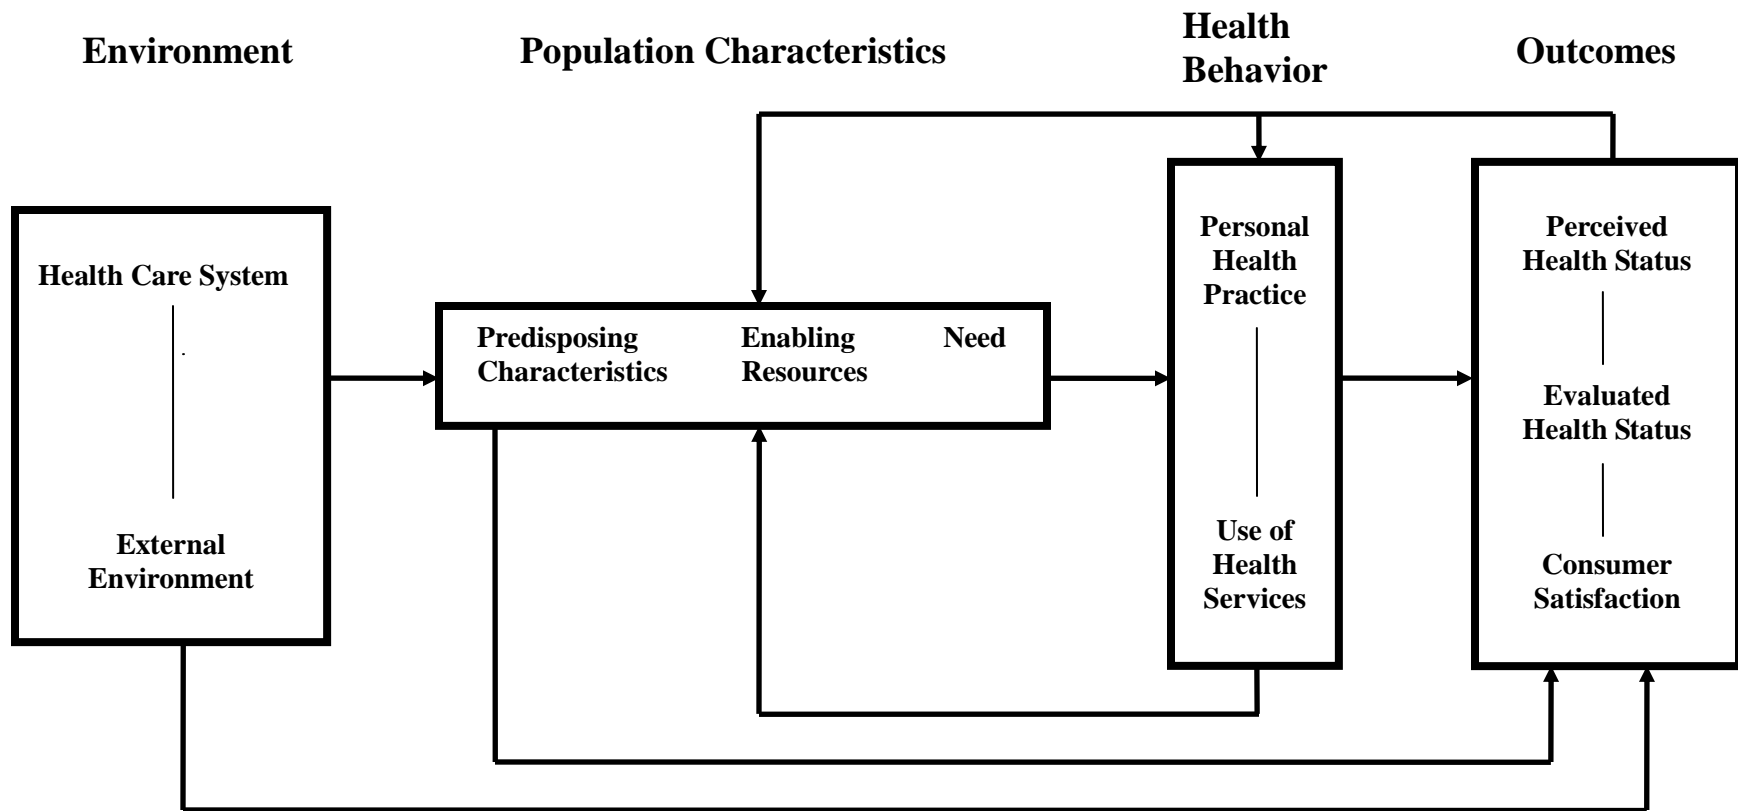 Environment
Population Characteristics
Health
Behavior
Outcomes
Health Care System
External
Environment
Predisposing
Characteristics
Enabling
Resources
Need
Personal
Health
Practice
Use of
Health
Services
Perceived
Health Status
Evaluated
Health Status
Consumer
Satisfaction